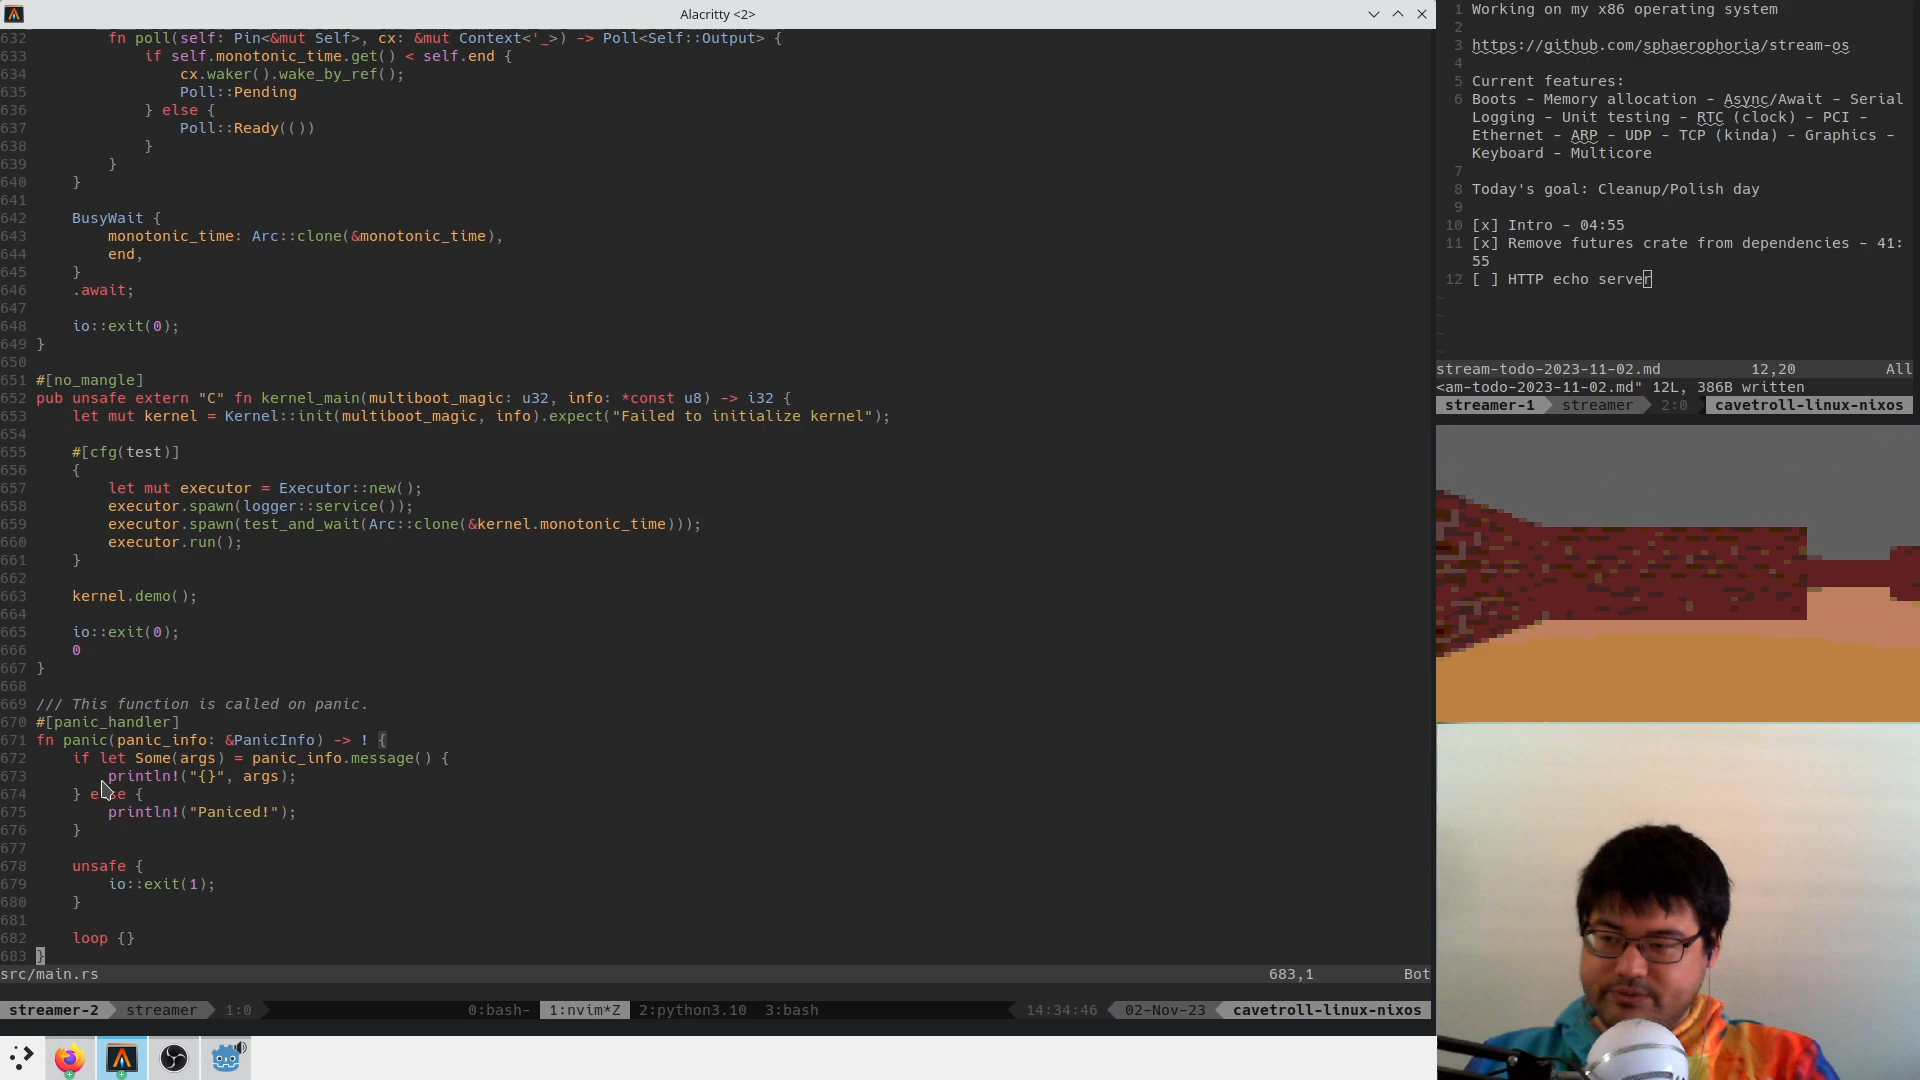 Alacritty <2>
632 fn poll(self: Pin<&mut Self>, cx: &mut Context<'_>) -> Poll<Self::Output> {
633 if self.monotonic_time.get() < self.end {
634 cx.waker().wake_by_ref();
635 Poll::Pending
636 } else {
637 Poll::Ready(())
638 }
639 }
640 }
641
642 BusyWait {
643 monotonic_time: Arc::clone(&monotonic_time),
644 end,
645 }
646 .await;
647
648 io::exit(0);
649 }
650
651 #[no_mangle]
652 pub unsafe extern "C" fn kernel_main(multiboot_magic: u32, info: *const u8) -> i32 {
653 let mut kernel = Kernel::init(multiboot_magic, info).expect("Failed to initialize kernel");
654
655 #[cfg(test)]
656 {
657 let mut executor = Executor::new();
658 executor.spawn(logger::service());
659 executor.spawn(test_and_wait(Arc::clone(&kernel.monotonic_time)));
660 executor.run();
661 }
662
663 kernel.demo();
664
665 io::exit(0);
666 0
667 }
668
669 /// This function is called on panic.
670 #[panic_handler]
671 fn panic(panic_info: &PanicInfo) -> ! {
672 if let Some(args) = panic_info.message() {
673 println!("{}", args);
674 } else {
675 println!("Paniced!");
676 }
677
678 unsafe {
679 io::exit(1);
680 }
681
682 loop {}
683 }
src/main.rs 683,1 Bot
streamer-2 streamer 1:0 0:bash- 1:nvim*Z 2:python3.10 3:bash 14:34:46 02-Nov-23 cavetroll-linux-nixos
1 Working on my x86 operating system
2
3 https://github.com/sphaerophoria/stream-os
4
5 Current features:
6 Boots - Memory allocation - Async/Await - Serial
Logging - Unit testing - RTC (clock) - PCI -
Ethernet - ARP - UDP - TCP (kinda) - Graphics -
Keyboard - Multicore
7
8 Today's goal: Cleanup/Polish day
9
10 [x] Intro - 04:55
11 [x] Remove futures crate from dependencies - 41:
55
12 [ ] HTTP echo server
~
~
~
~
stream-todo-2023-11-02.md 12,20 All
<am-todo-2023-11-02.md" 12L, 386B written
streamer-1 streamer 2:0 cavetroll-linux-nixos